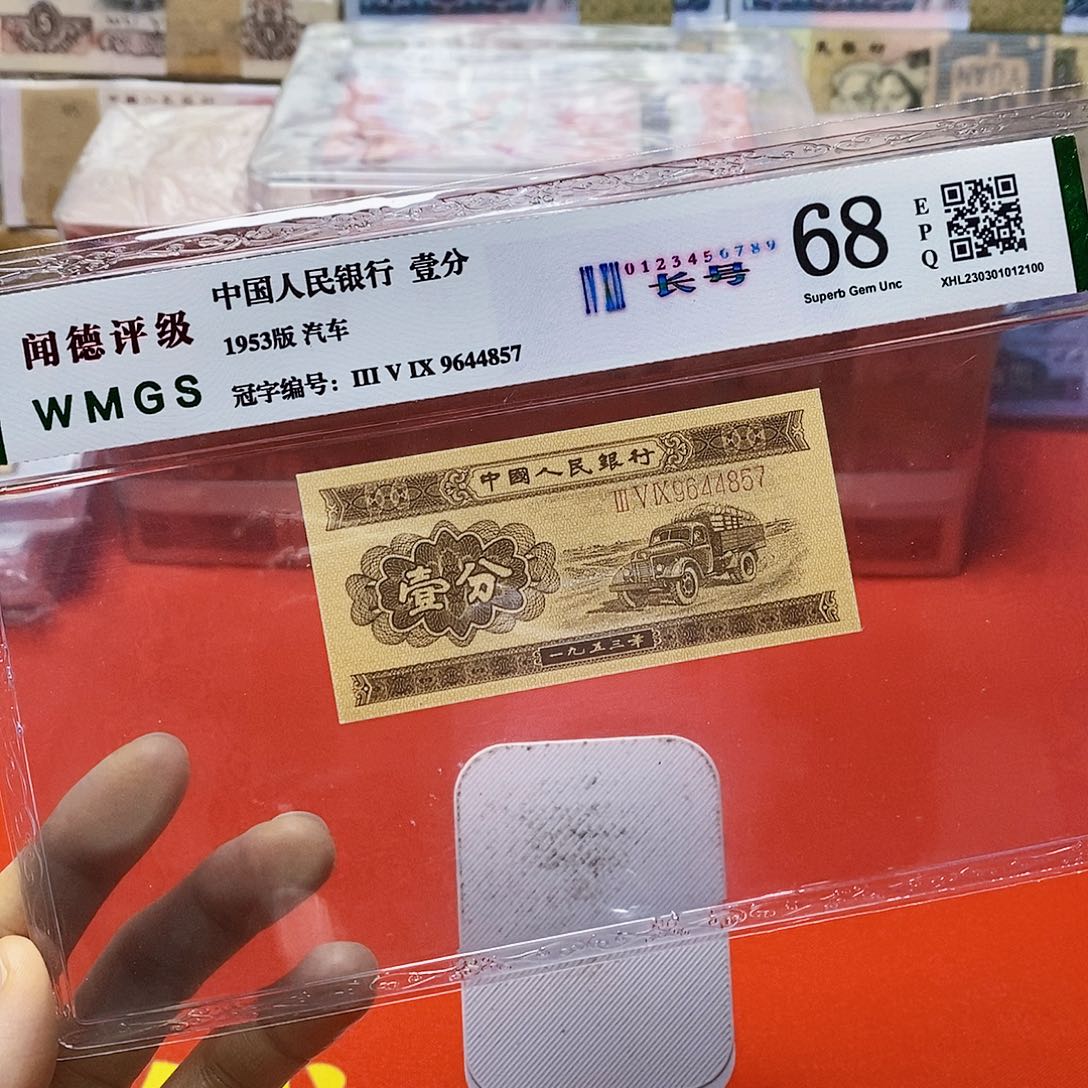 闻德评级
WMGS
中国人民银行 壹分
1953版 汽车
冠字编号：III V IX 9644857
0123456789
长号
68
Superb Gem Unc
EPQ
XHL230301012100
中國人民銀行
III V IX 9644857
壹分
一九五三年